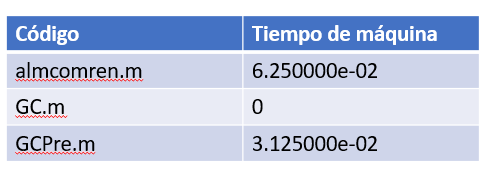 Código Tiempo de máquina
almcomren.m 6.250000e-02
GC.m 0
GCPre.m 3.125000e-02